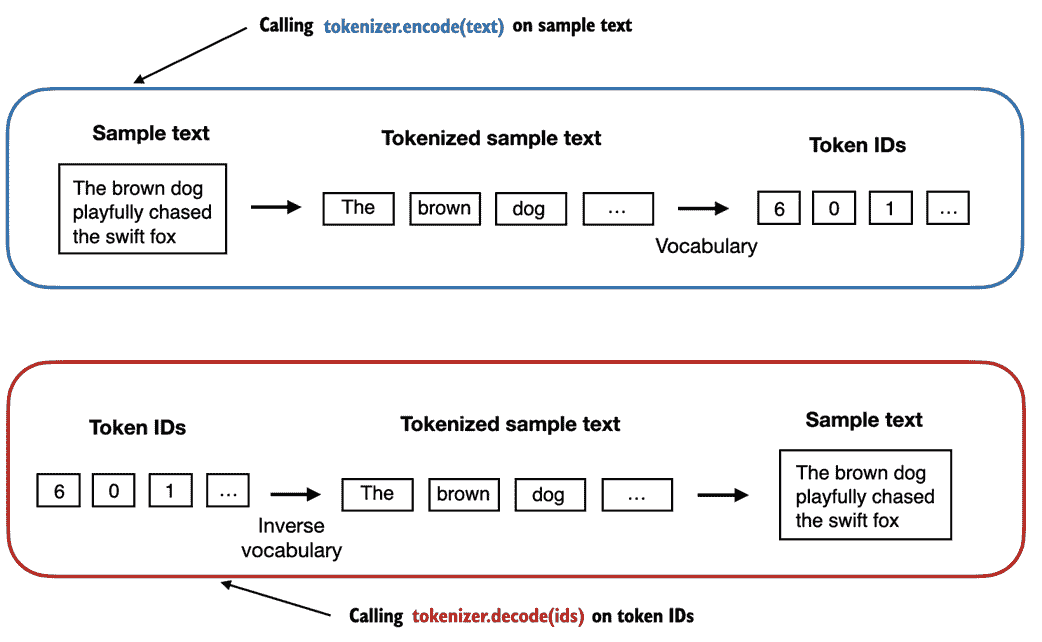 Calling tokenizer.encode(text) on sample text
Sample text
Tokenized sample text
Token IDs
The brown dog
playfully chased
the swift fox
The brown dog ...
6 0 1 ...
Vocabulary
Token IDs
Tokenized sample text
Sample text
6 0 1 ...
The brown dog ...
The brown dog
playfully chased
the swift fox
Inverse
vocabulary
Calling tokenizer.decode(ids) on token IDs